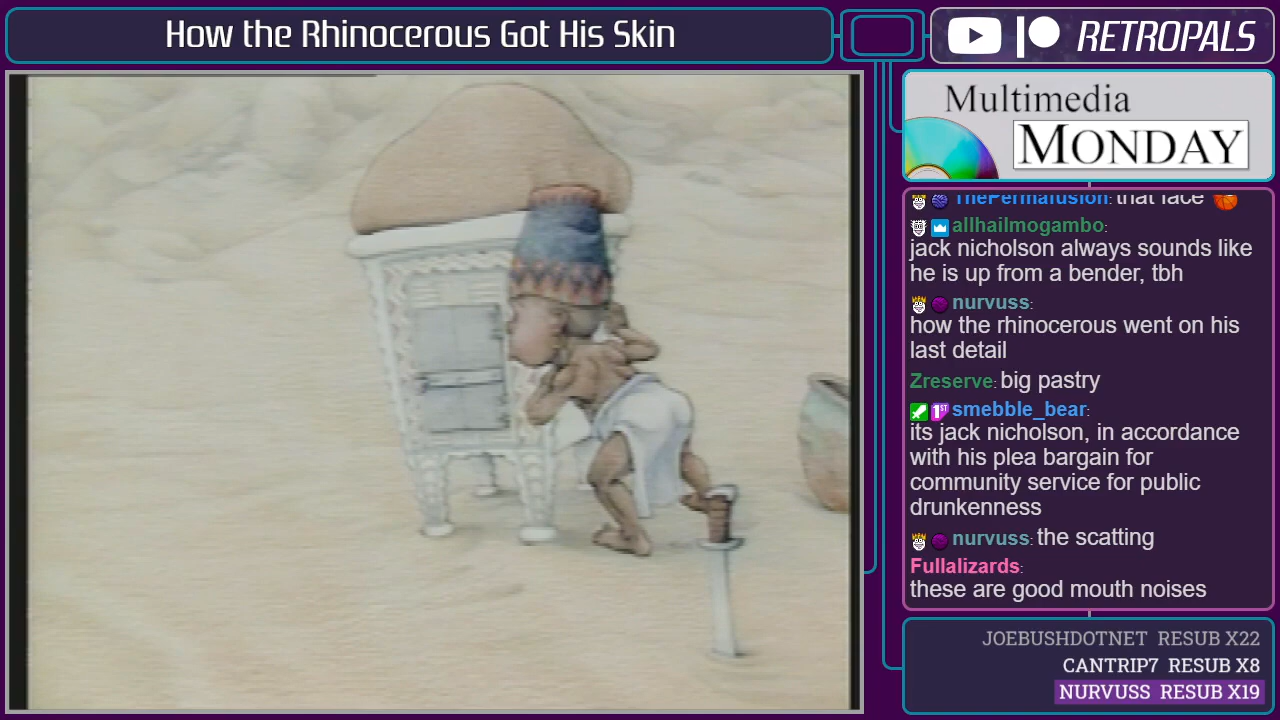 How the Rhinocerous Got His Skin
RETROPALS
Multimedia
MONDAY
ThePermafusion: that face
allhailmogambo:
jack nicholson always sounds like
he is up from a bender, tbh
nurvuss:
how the rhinocerous went on his
last detail
Zreserve: big pastry
1ST smebble_bear:
its jack nicholson, in accordance
with his plea bargain for
community service for public
drunkenness
nurvuss: the scatting
Fullalizards:
these are good mouth noises
JOEBUSHDOTNET RESUB X22
CANTRIP7 RESUB X8
NURVUSS RESUB X19